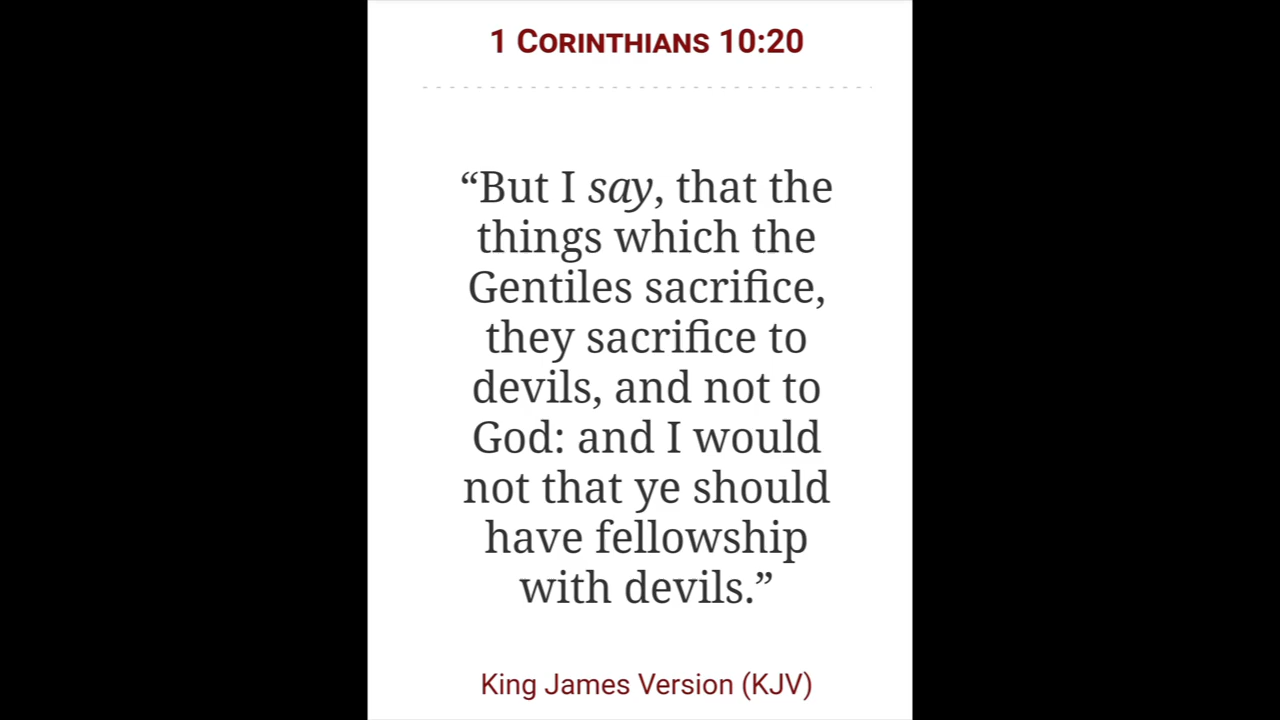 1 Corinthians 10:20
“But I say, that the
things which the
Gentiles sacrifice,
they sacrifice to
devils, and not to
God: and I would
not that ye should
have fellowship
with devils.”
King James Version (KJV)